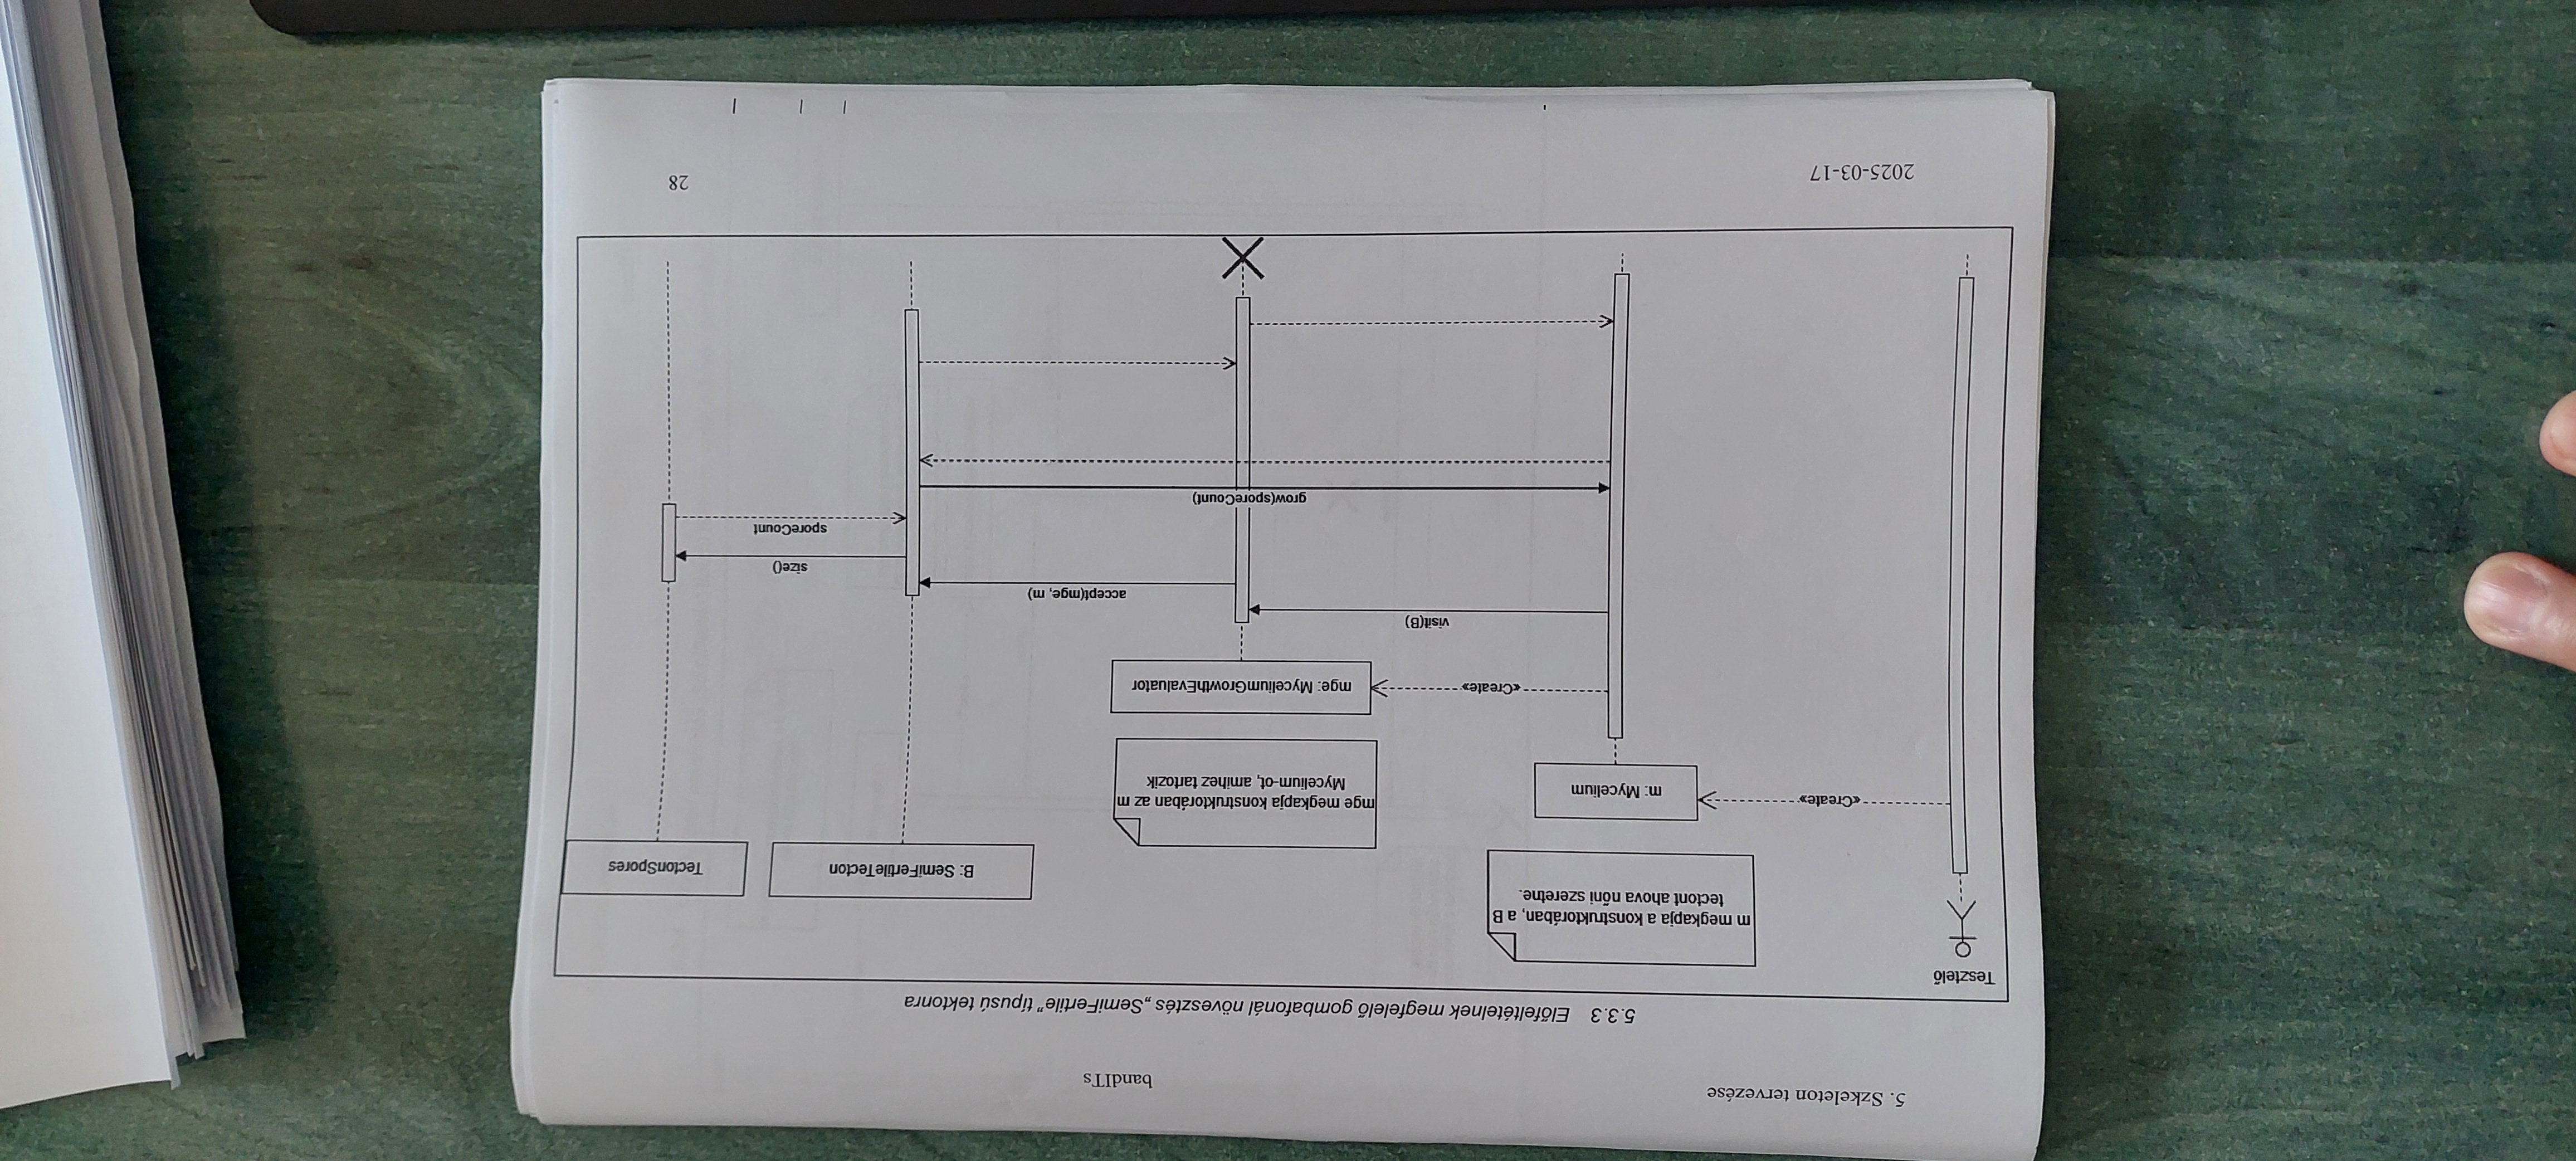 5. Szkeleton tervezése
bandITs
5.3.3 Előfeltételnek megfelelő gombafonál növesztés „SemiFertile” típusú tektonra
Tesztelő
m megkapja a konstruktorában, a B
tectont ahova nőni szeretne.
TectonSpores
B: SemiFertileTecton
mge megkapja konstruktorában az m
Mycelium-ot, amihez tartozik
m: Mycelium
«Create»
mge: MyceliumGrowthEvaluator
«Create»
visit(B)
accept(mge, m)
size()
sporeCount
grow(sporeCount)
2025-03-17
28